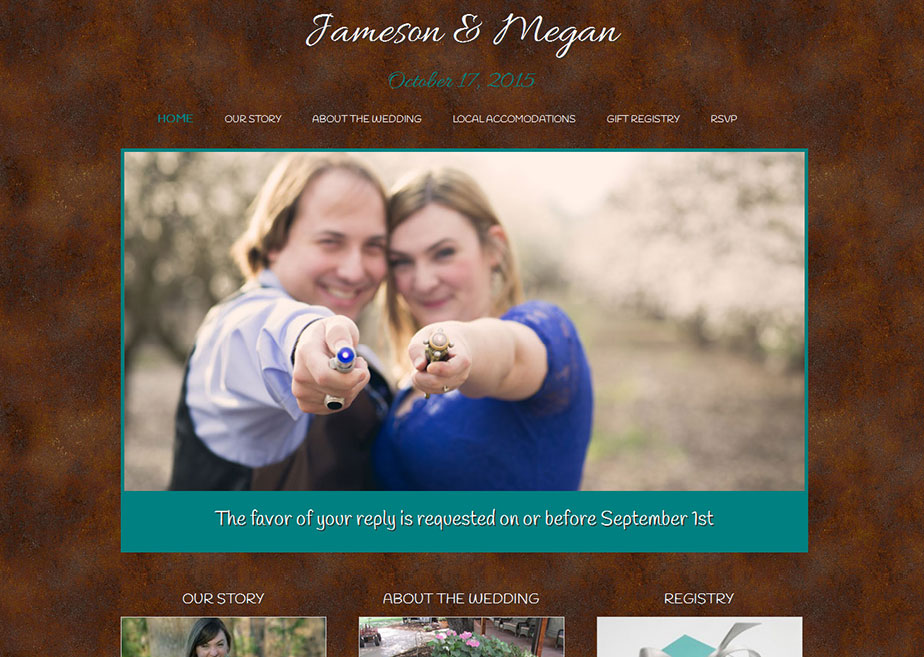 Jameson & Megan
October 17, 2015
HOME OUR STORY ABOUT THE WEDDING LOCAL ACCOMODATIONS GIFT REGISTRY RSVP
The favor of your reply is requested on or before September 1st
OUR STORY ABOUT THE WEDDING REGISTRY